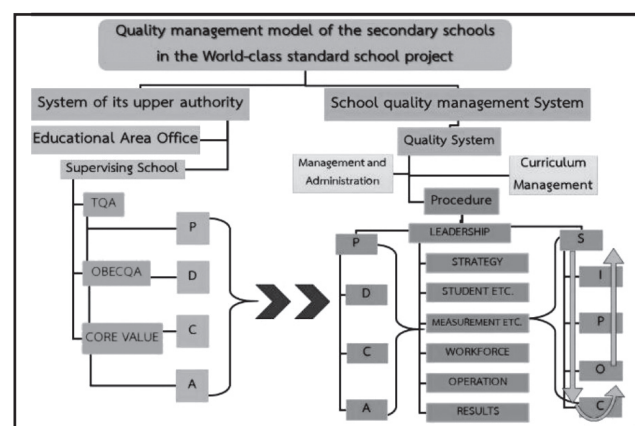 Quality management model of the secondary schools
in the World-class standard school project
System of its upper authority
Educational Area Office
Supervising School
TQA
OBECQA
CORE VALUE
P
D
C
A
School quality management System
Quality System
Management and
Administration
Curriculum
Management
Procedure
P
D
C
A
LEADERSHIP
STRATEGY
STUDENT ETC.
MEASUREMENT ETC.
WORKFORCE
OPERATION
RESULTS
S
I
P
O
C